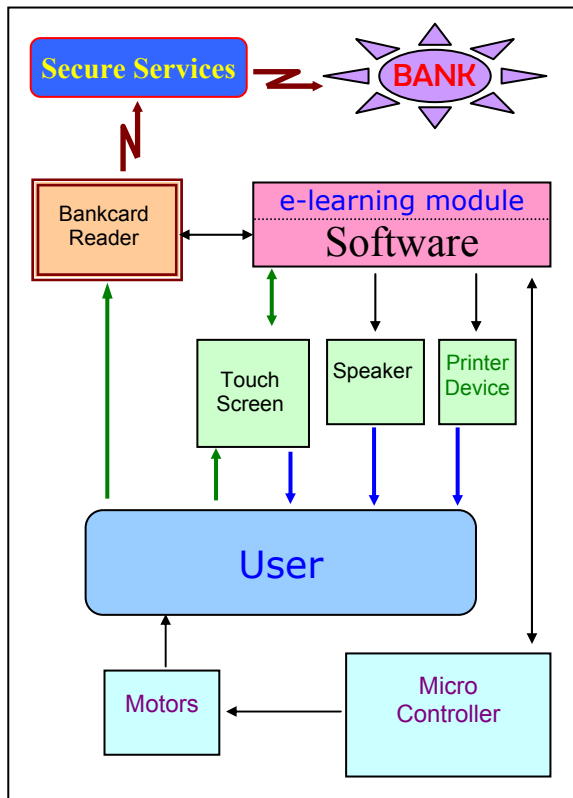 Secure Services
BANK
Bankcard
Reader
e-learning module
Software
Touch
Screen
Speaker
Printer
Device
User
Motors
Micro
Controller